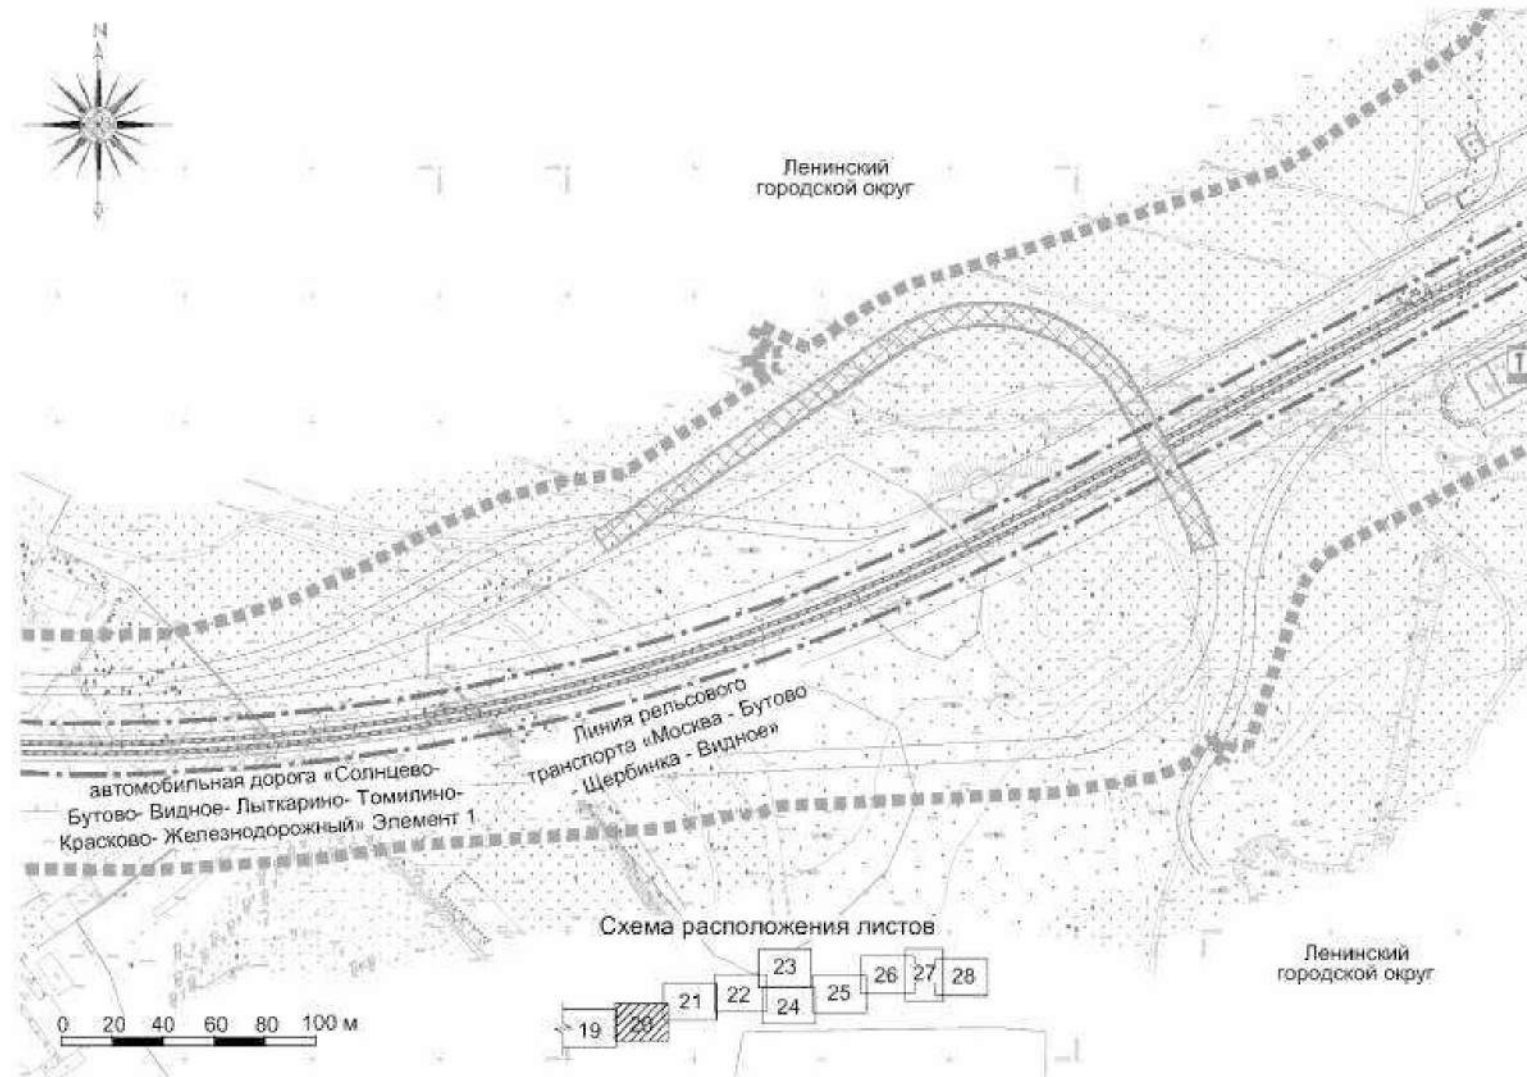 N
Ленинский
городской округ
Т
Линия рельсового
транспорта «Москва - Бутово
- Щербинка - Видное»
автомобильная дорога «Солнцево-
Бутово- Видное- Лыткарино- Томилино-
Красково- Железнодорожный» Элемент 1
Схема расположения листов
Ленинский
городской округ
23 26 27 28
21 22 24 25
19 20
0 20 40 60 80 100 м